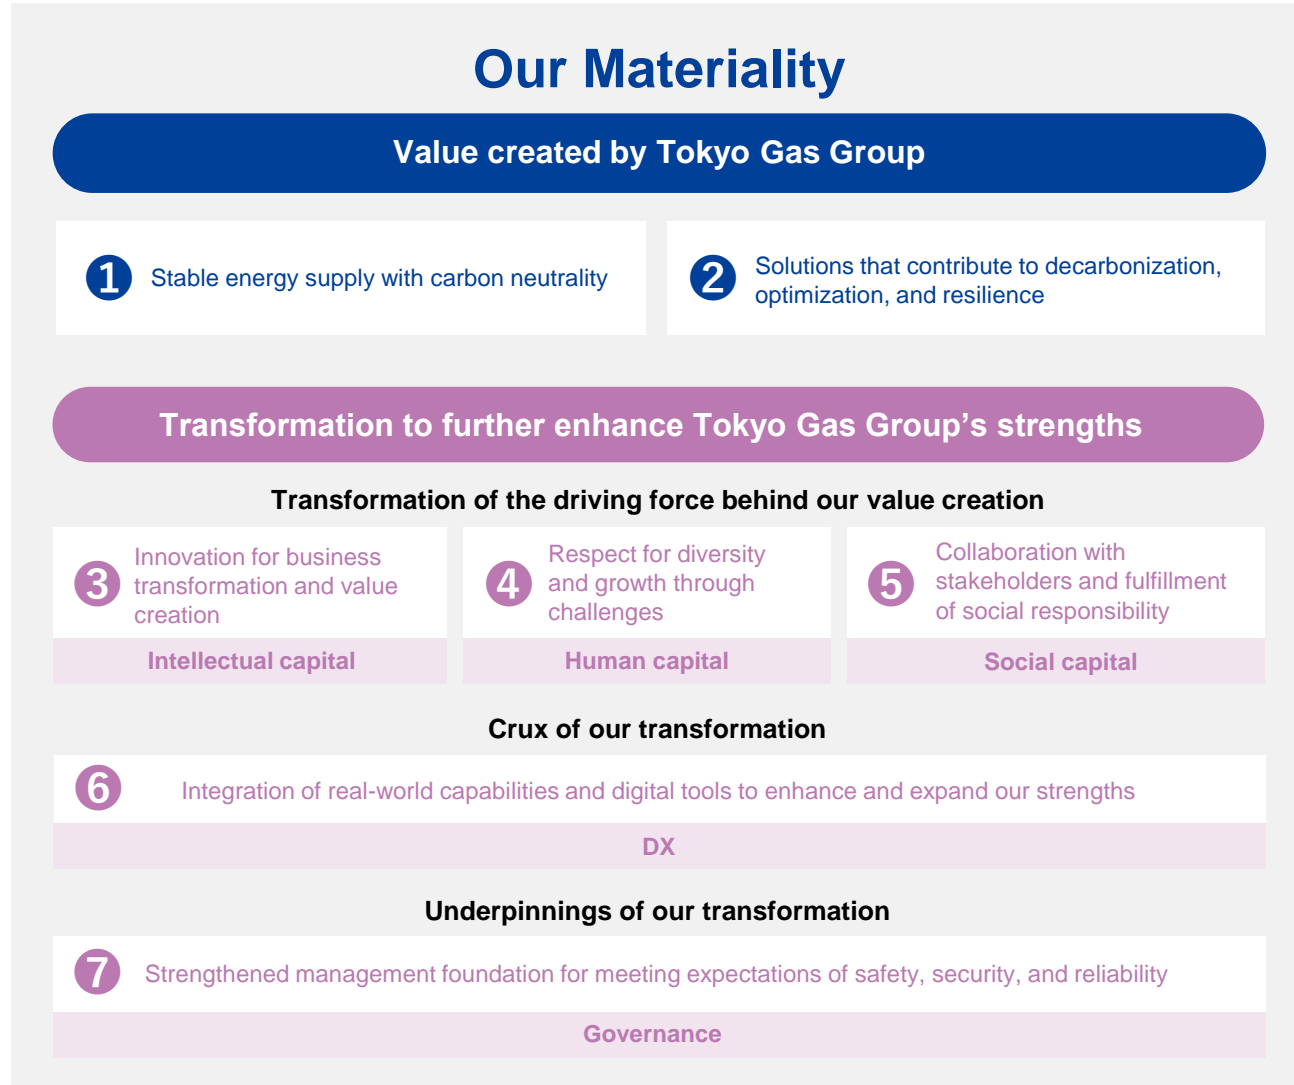 Our Materiality
Value created by Tokyo Gas Group
1 Stable energy supply with carbon neutrality
2 Solutions that contribute to decarbonization,
optimization, and resilience
Transformation to further enhance Tokyo Gas Group’s strengths
Transformation of the driving force behind our value creation
3 Innovation for business
transformation and value
creation
Intellectual capital
4 Respect for diversity
and growth through
challenges
Human capital
5 Collaboration with
stakeholders and fulfillment
of social responsibility
Social capital
Crux of our transformation
6 Integration of real-world capabilities and digital tools to enhance and expand our strengths
DX
Underpinnings of our transformation
7 Strengthened management foundation for meeting expectations of safety, security, and reliability
Governance